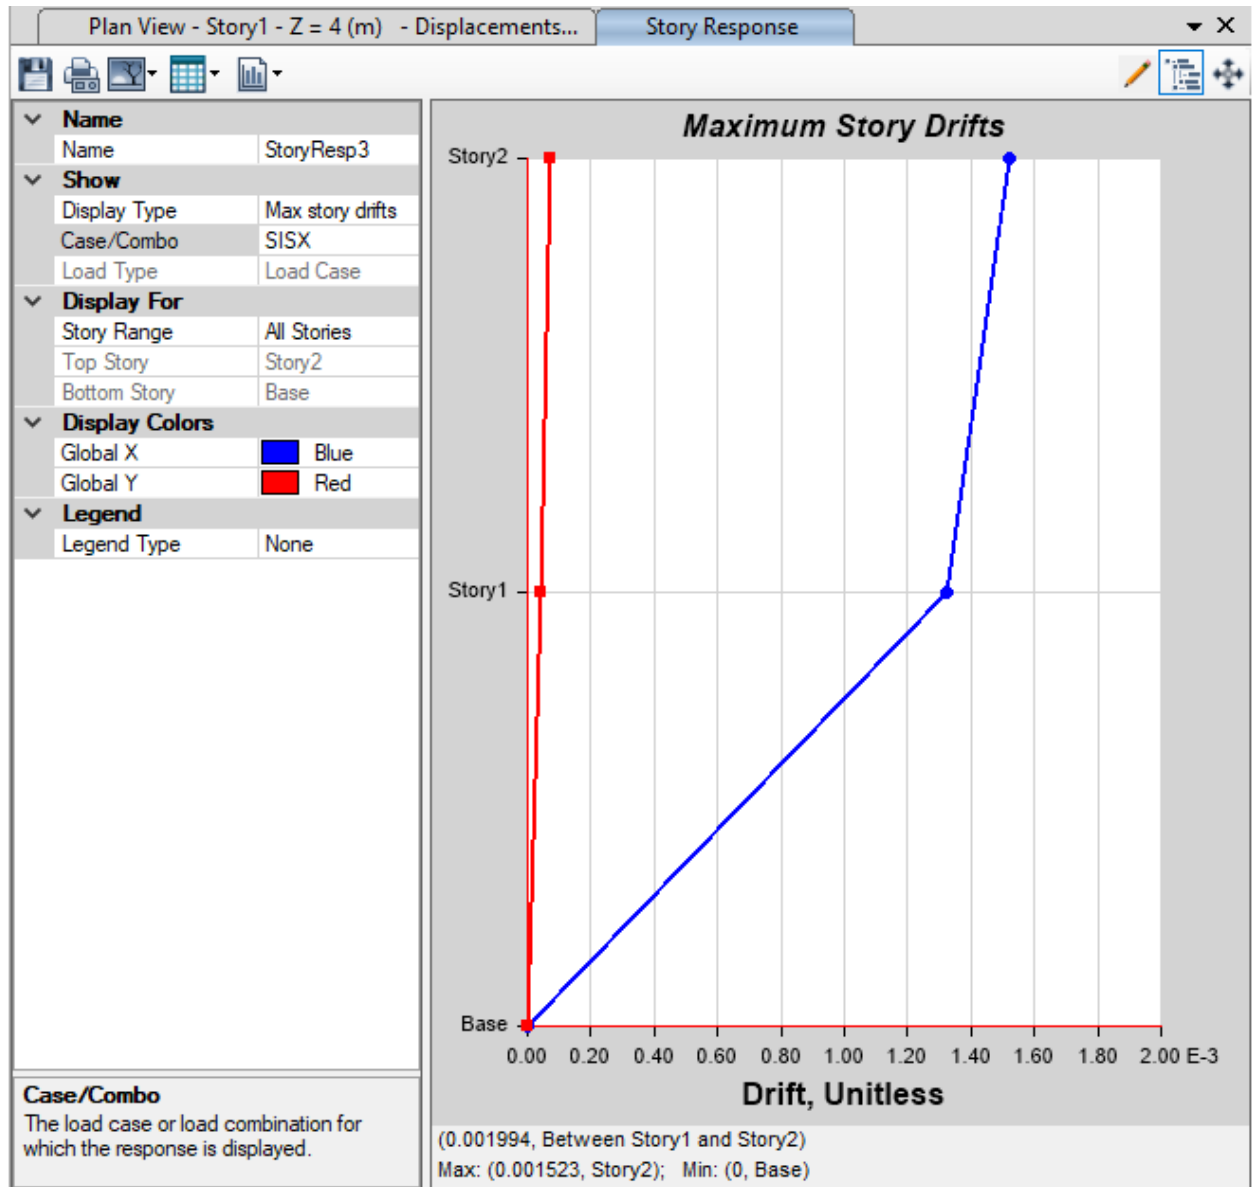 Plan View - Story1 - Z = 4 (m) - Displacements...
Story Response
Name
Name StoryResp3
Show
Display Type Max story drifts
Case/Combo SISX
Load Type Load Case
Display For
Story Range All Stories
Top Story Story2
Bottom Story Base
Display Colors
Global X Blue
Global Y Red
Legend
Legend Type None
Case/Combo
The load case or load combination for
which the response is displayed.
Maximum Story Drifts
Story2
Story1
Base
0.00 0.20 0.40 0.60 0.80 1.00 1.20 1.40 1.60 1.80 2.00 E-3
Drift, Unitless
(0.001994, Between Story1 and Story2)
Max: (0.001523, Story2); Min: (0, Base)